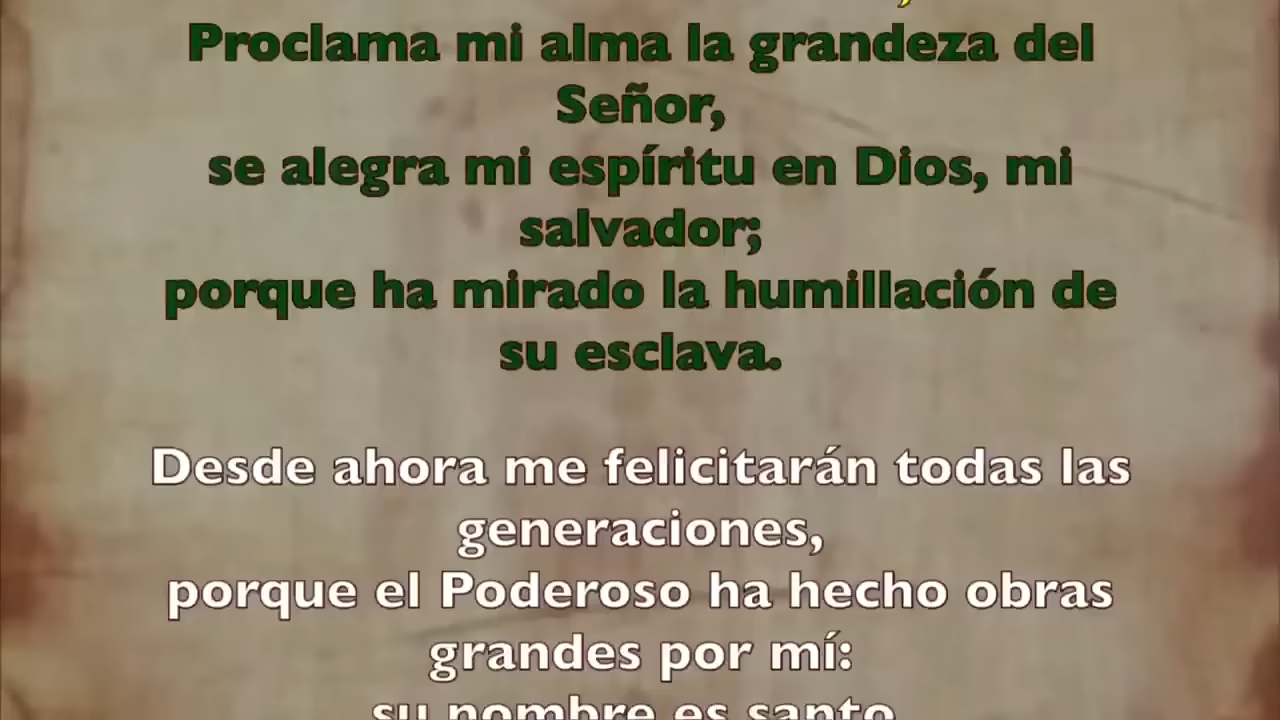 Proclama mi alma la grandeza del
Señor,
se alegra mi espíritu en Dios, mi
salvador;
porque ha mirado la humillación de
su esclava.
Desde ahora me felicitarán todas las
generaciones,
porque el Poderoso ha hecho obras
grandes por mí:
su nombre es santo